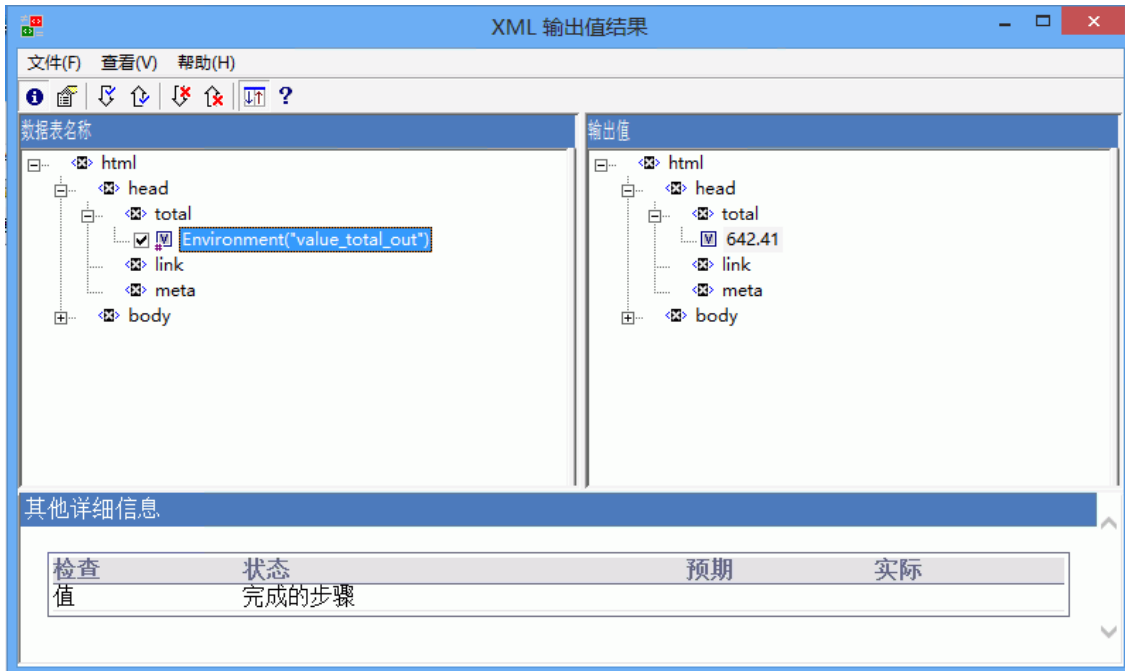 XML 输出值结果
文件(F) 查看(V) 帮助(H)
数据表名称
html
head
total
Environment("value_total_out")
link
meta
body
输出值
html
head
total
642.41
link
meta
body
其他详细信息
检查 状态 预期 实际
值 完成的步骤